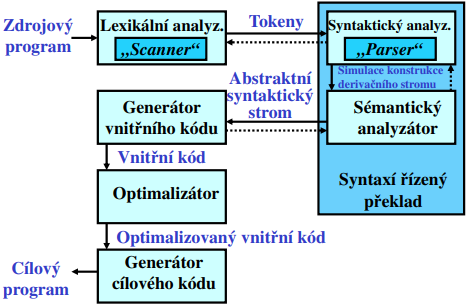 Zdrojový
program
Lexikální analyz.
„Scanner“
Tokeny
Syntaktický analyz.
„Parser“
Simulace konstrukce
derivačního stromu
Abstraktní
syntaktický
strom
Generátor
vnitřního kódu
Sémantický
analyzátor
Vnitřní kód
Syntaxí řízený
překlad
Optimalizátor
Optimalizovaný vnitřní kód
Cílový
program
Generátor
cílového kódu